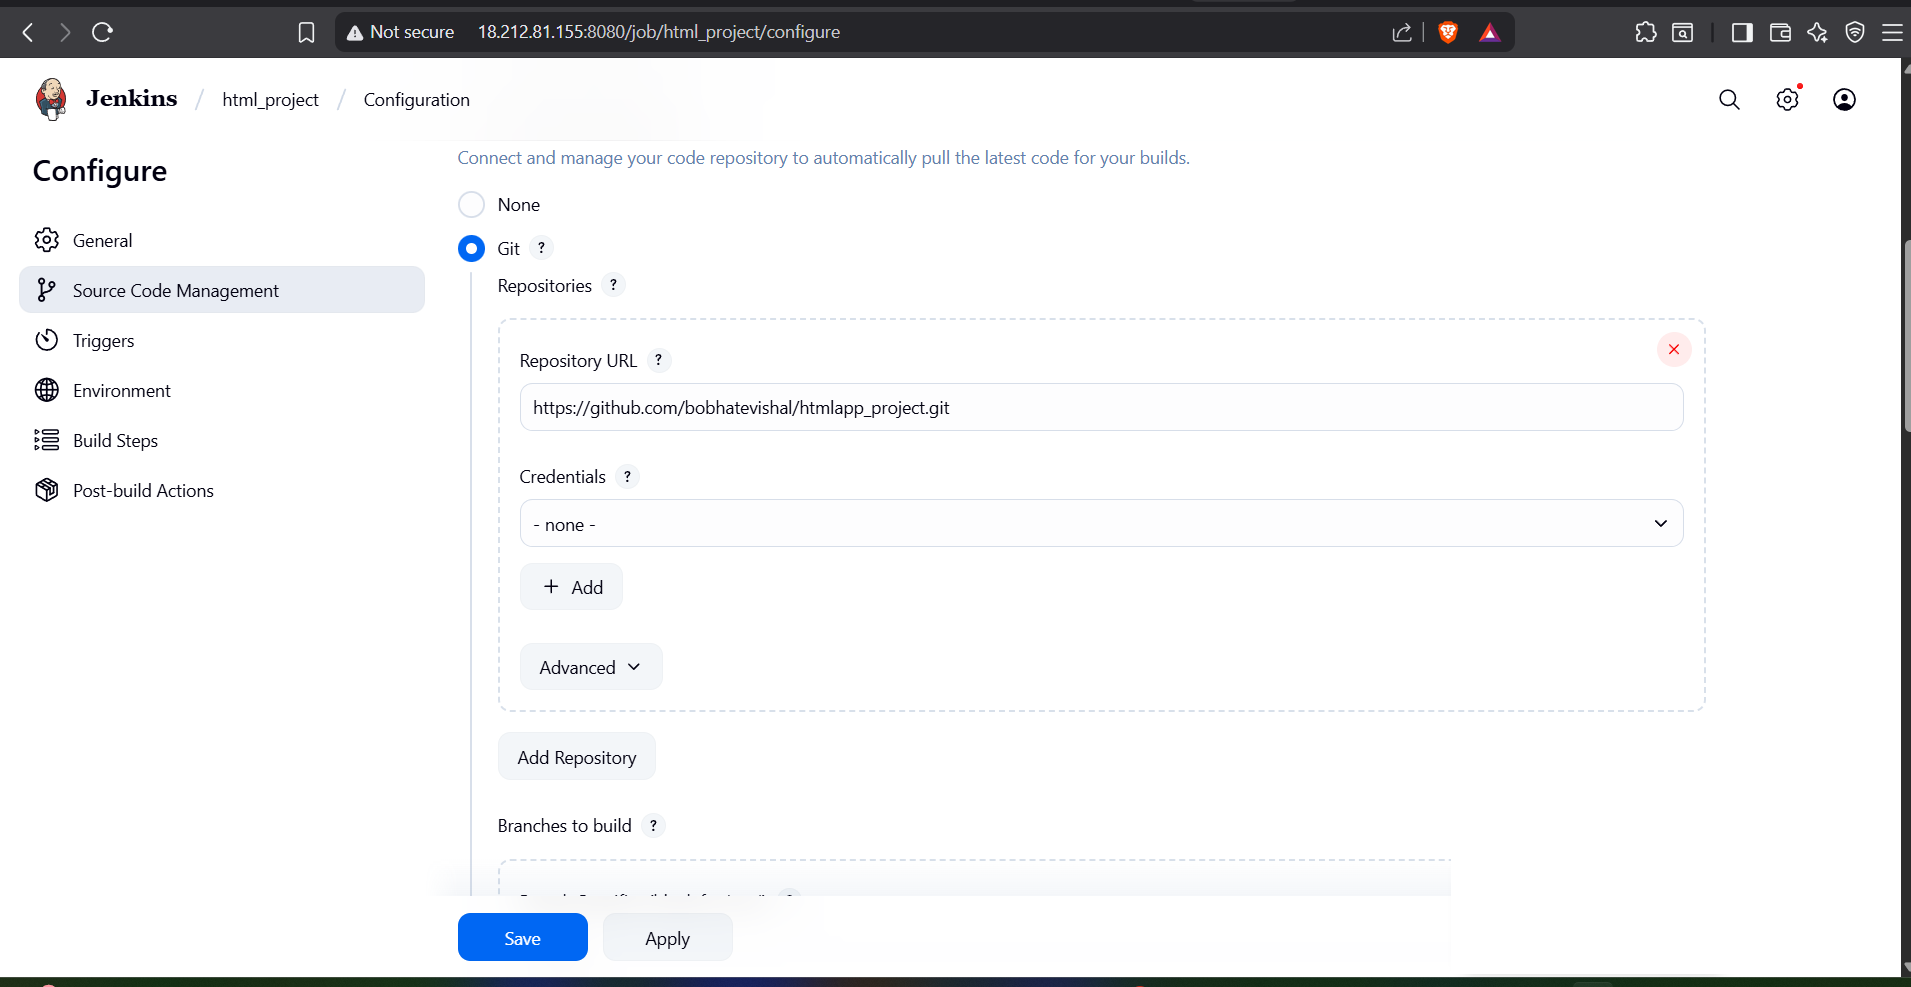 Not secure 18.212.81.155:8080/job/html_project/configure
Jenkins / html_project / Configuration
Configure
General
Source Code Management
Triggers
Environment
Build Steps
Post-build Actions
Connect and manage your code repository to automatically pull the latest code for your builds.
None
Git ?
Repositories ?
Repository URL ?
https://github.com/bobhatevishal/htmlapp_project.git
Credentials ?
- none -
+ Add
Advanced
Add Repository
Branches to build ?
Save
Apply